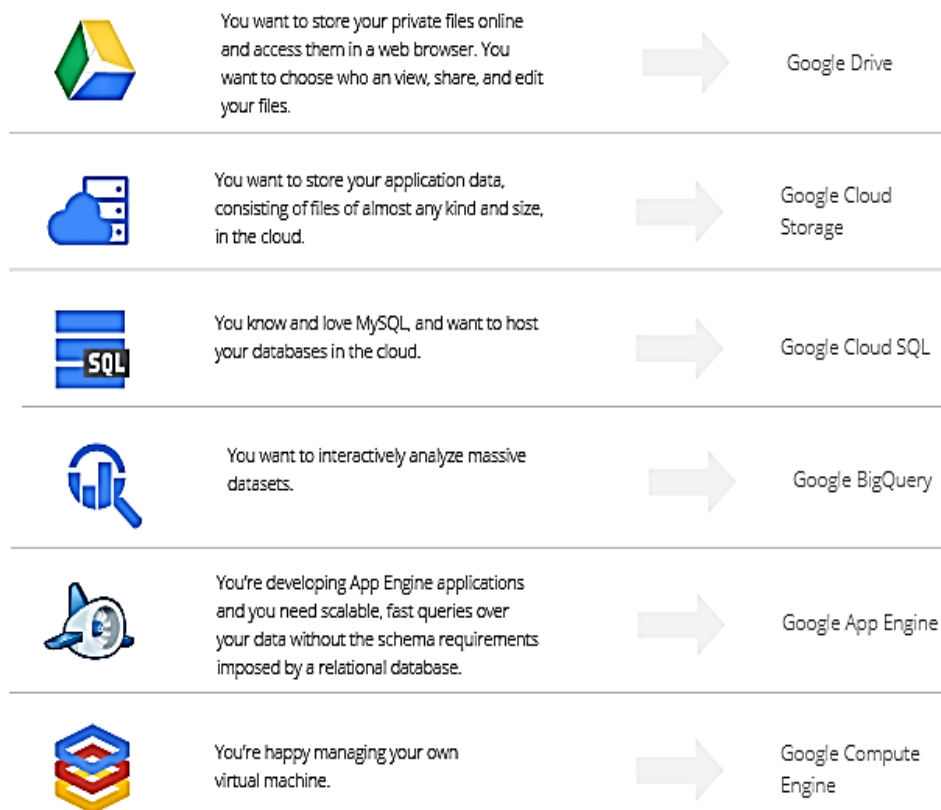 You want to store your private files online
and access them in a web browser. You
want to choose who an view, share, and edit
your files.
Google Drive
You want to store your application data,
consisting of files of almost any kind and size,
in the cloud.
Google Cloud
Storage
SQL
You know and love MySQL, and want to host
your databases in the cloud.
Google Cloud SQL
You want to interactively analyze massive
datasets.
Google BigQuery
You're developing App Engine applications
and you need scalable, fast queries over
your data without the schema requirements
imposed by a relational database.
Google App Engine
You're happy managing your own
virtual machine.
Google Compute
Engine